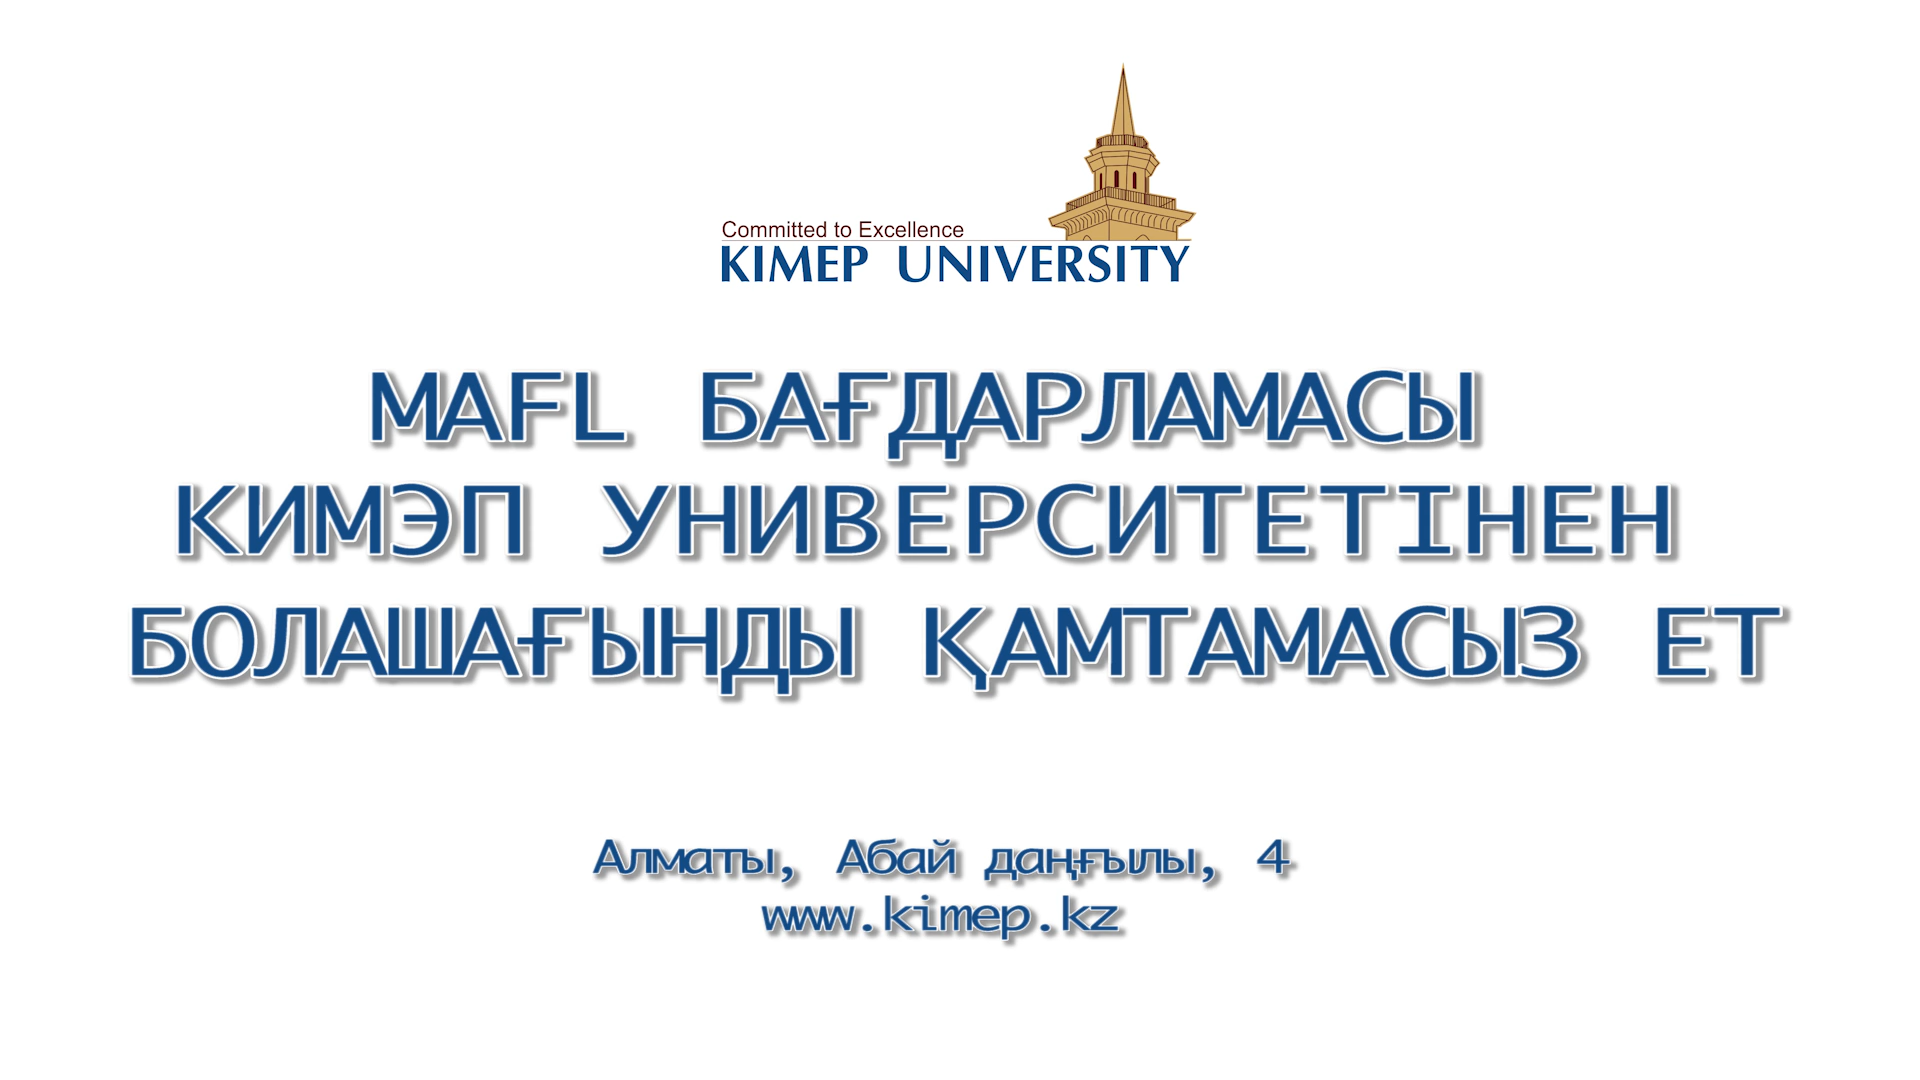 Committed to Excellence
KIMEP UNIVERSITY
MAFL БАҒДАРЛАМАСЫ
КИМЭП УНИВЕРСИТЕТІНЕН
БОЛАШАҒЫНДЫ ҚАМТАМАСЫЗ ЕТ
Алматы, Абай даңғылы, 4
www.kimep.kz